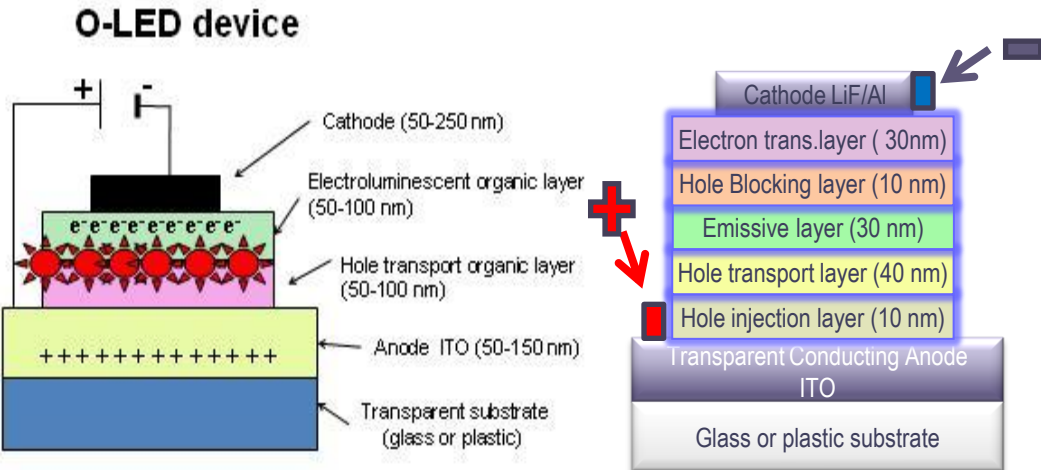 O-LED device
+ -
Cathode (50-250 nm)
Electroluminescent organic layer
(50-100 nm)
e- e- e- e- e- e- e- e-
Hole transport organic layer
(50-100 nm)
Anode ITO (50-150 nm)
+ + + + + + + + + + + + +
Transparent substrate
(glass or plastic)
Cathode LiF/Al
Electron trans.layer ( 30nm)
Hole Blocking layer (10 nm)
Emissive layer (30 nm)
Hole transport layer (40 nm)
Hole injection layer (10 nm)
Transparent Conducting Anode
ITO
Glass or plastic substrate